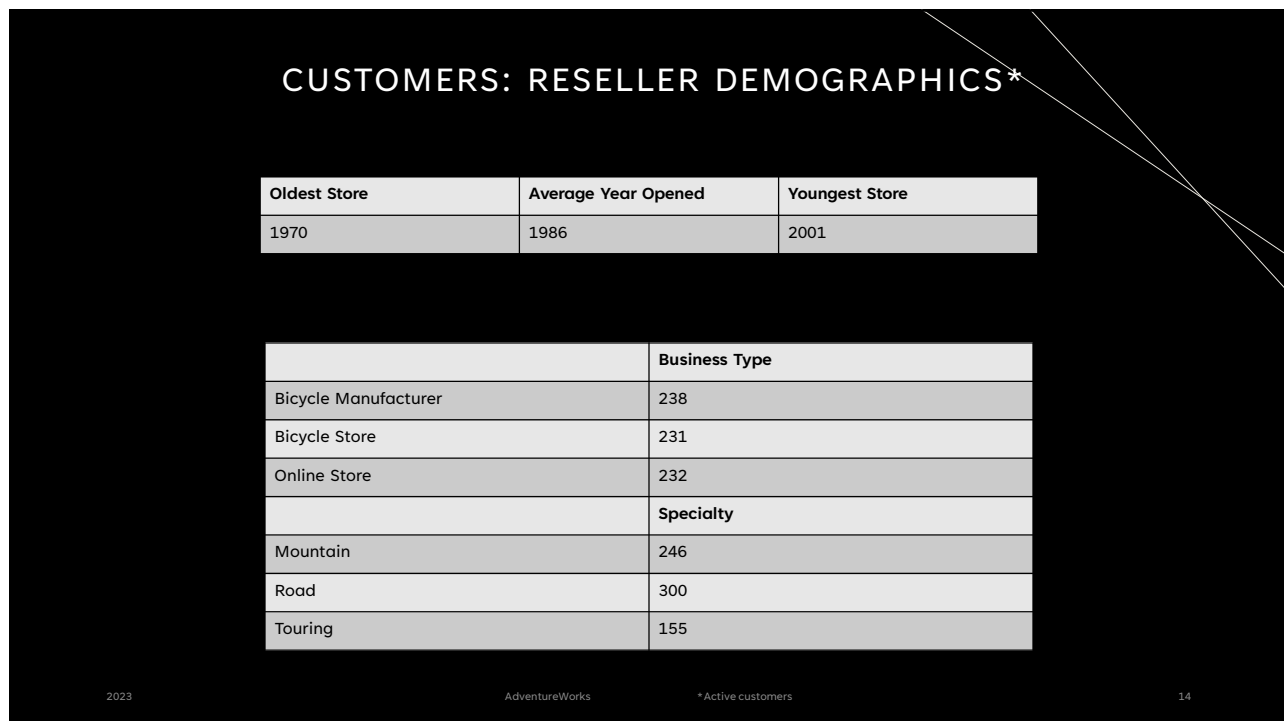 CUSTOMERS: RESELLER DEMOGRAPHICS*
Oldest Store Average Year Opened Youngest Store
1970 1986 2001
Business Type
Bicycle Manufacturer 238
Bicycle Store 231
Online Store 232
Specialty
Mountain 246
Road 300
Touring 155
2023 AdventureWorks *Active customers 14